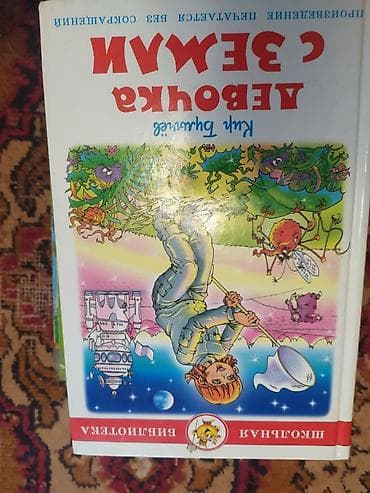 ШКОЛЬНАЯ БИБЛИОТЕКА
Кир Булычёв
ДЕВОЧКА
С ЗЕМЛИ
ПРОИЗВЕДЕНИЕ ПЕЧАТАЕТСЯ БЕЗ СОКРАЩЕНИЙ